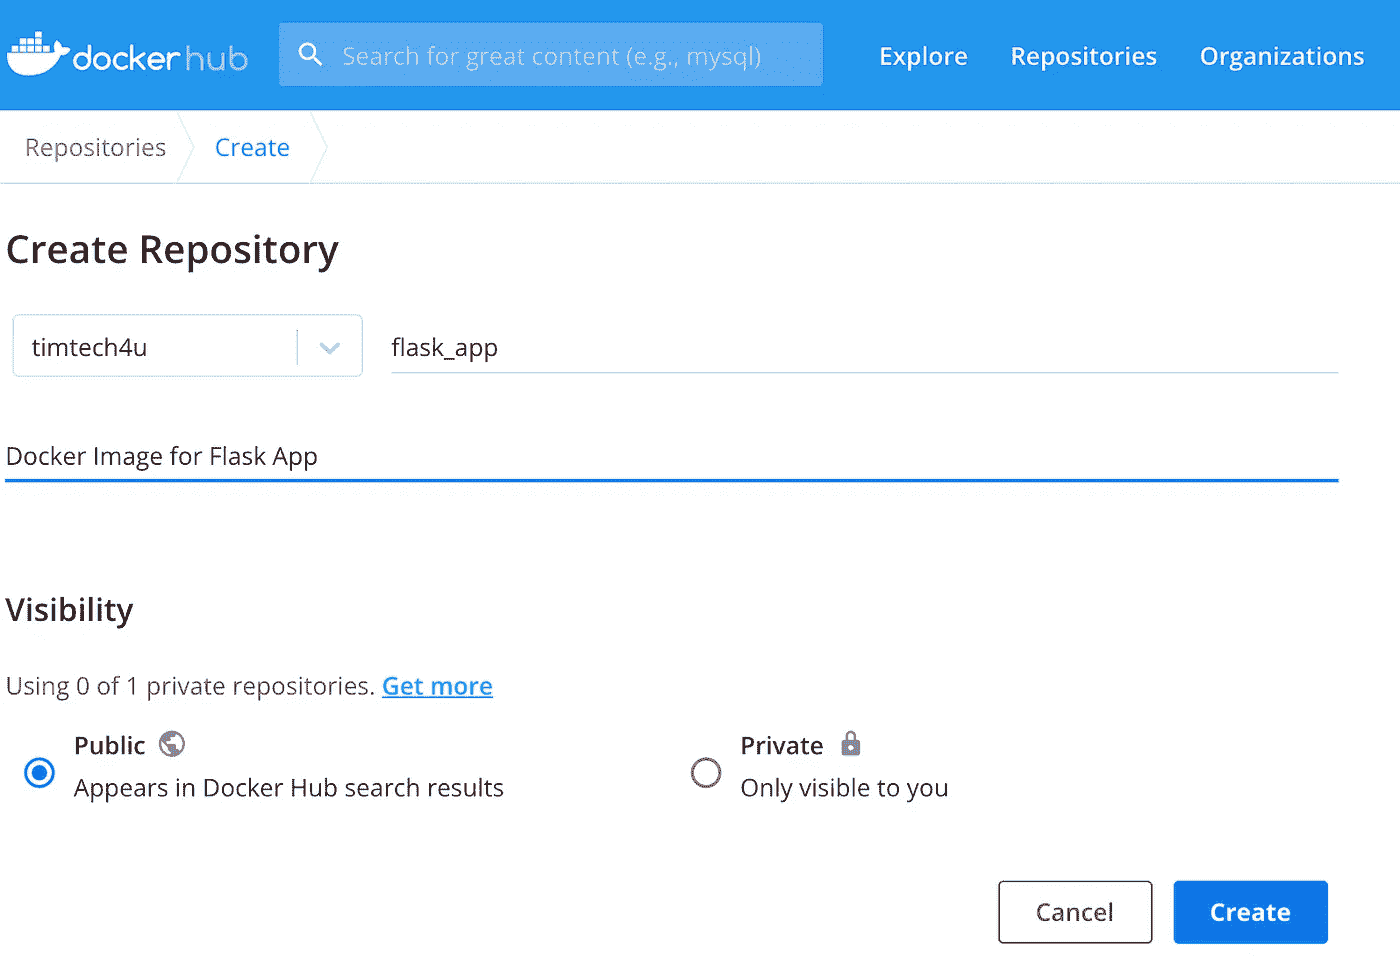 dockerhub
Search for great content (e.g., mysql)
Explore
Repositories
Organizations
Repositories
Create
Create Repository
timtech4u
flask_app
Docker Image for Flask App
Visibility
Using 0 of 1 private repositories. Get more
Public
Appears in Docker Hub search results
Private
Only visible to you
Cancel
Create